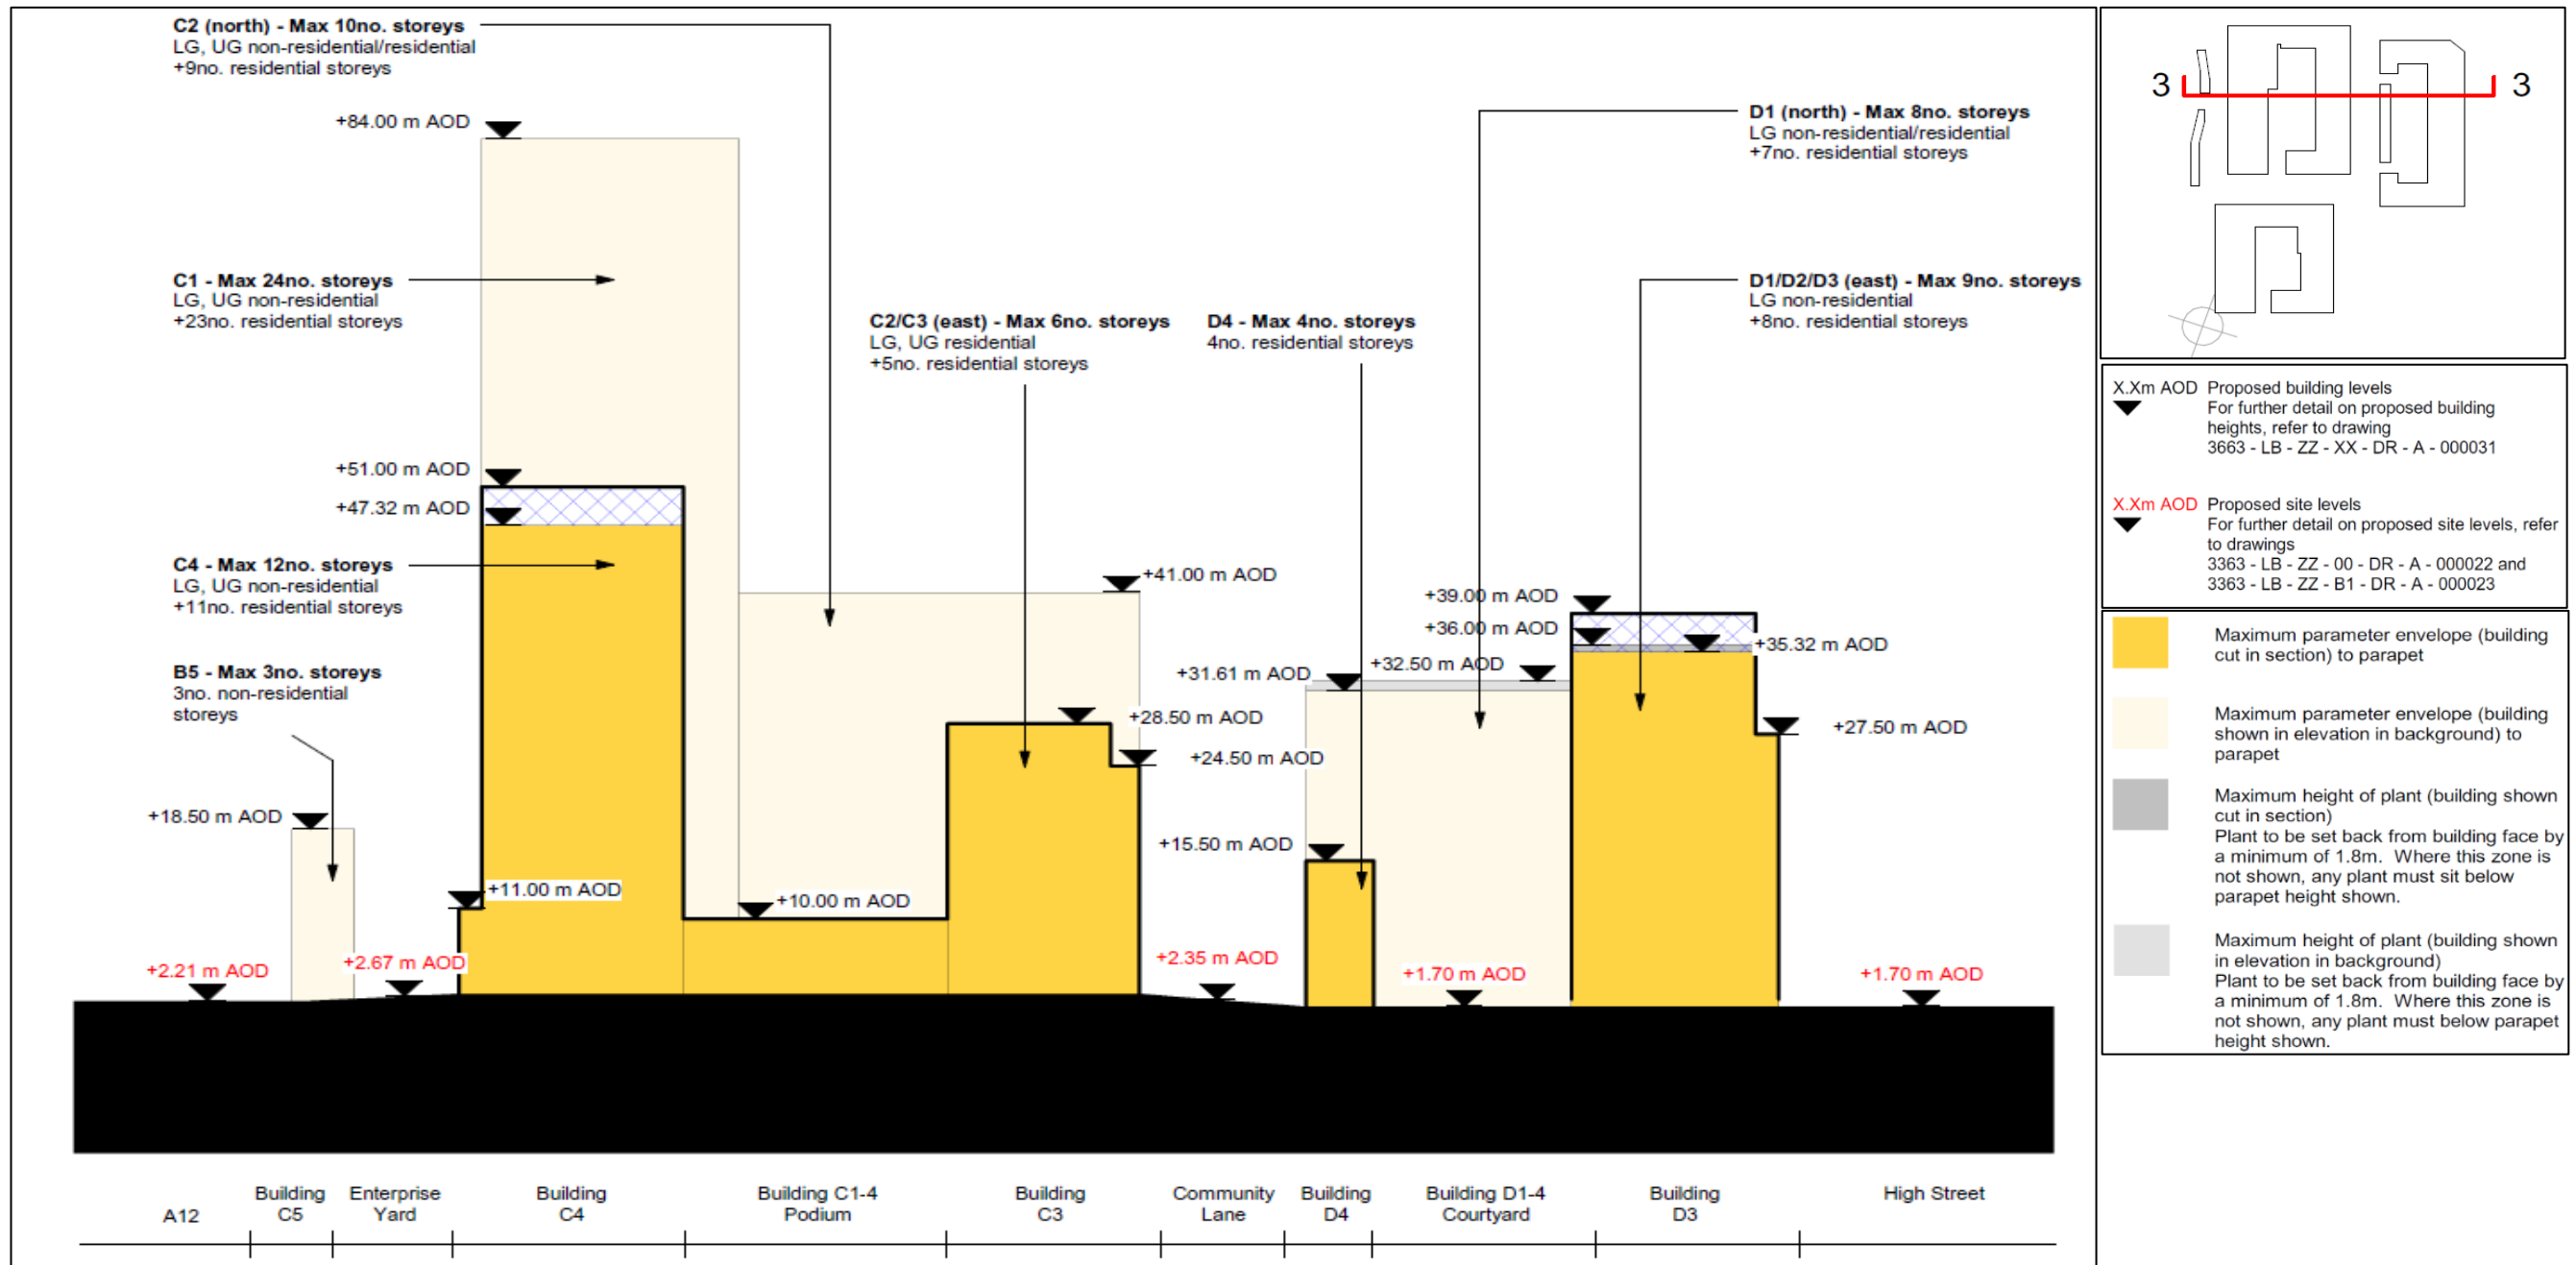 C2 (north) - Max 10no. storeys
LG, UG non-residential/residential
+9no. residential storeys
+84.00 m AOD
C1 - Max 24no. storeys
LG, UG non-residential
+23no. residential storeys
+51.00 m AOD
+47.32 m AOD
C4 - Max 12no. storeys
LG, UG non-residential
+11no. residential storeys
B5 - Max 3no. storeys
3no. non-residential
storeys
+18.50 m AOD
+11.00 m AOD
+2.21 m AOD
+2.67 m AOD
+10.00 m AOD
C2/C3 (east) - Max 6no. storeys
LG, UG residential
+5no. residential storeys
+41.00 m AOD
+28.50 m AOD
+24.50 m AOD
+2.35 m AOD
D4 - Max 4no. storeys
4no. residential storeys
+31.61 m AOD
+32.50 m AOD
+15.50 m AOD
+1.70 m AOD
D1 (north) - Max 8no. storeys
LG non-residential/residential
+7no. residential storeys
D1/D2/D3 (east) - Max 9no. storeys
LG non-residential
+8no. residential storeys
+39.00 m AOD
+36.00 m AOD
+35.32 m AOD
+27.50 m AOD
+1.70 m AOD
A12
Building
C5
Enterprise
Yard
Building
C4
Building C1-4
Podium
Building
C3
Community
Lane
Building
D4
Building D1-4
Courtyard
Building
D3
High Street
3
3
X.Xm AOD Proposed building levels
For further detail on proposed building
heights, refer to drawing
3663 - LB - ZZ - XX - DR - A - 000031
X.Xm AOD Proposed site levels
For further detail on proposed site levels, refer
to drawings
3363 - LB - ZZ - 00 - DR - A - 000022 and
3363 - LB - ZZ - B1 - DR - A - 000023
Maximum parameter envelope (building
cut in section) to parapet
Maximum parameter envelope (building
shown in elevation in background) to
parapet
Maximum height of plant (building shown
cut in section)
Plant to be set back from building face by
a minimum of 1.8m. Where this zone is
not shown, any plant must sit below
parapet height shown.
Maximum height of plant (building shown
in elevation in background)
Plant to be set back from building face by
a minimum of 1.8m. Where this zone is
not shown, any plant must below parapet
height shown.